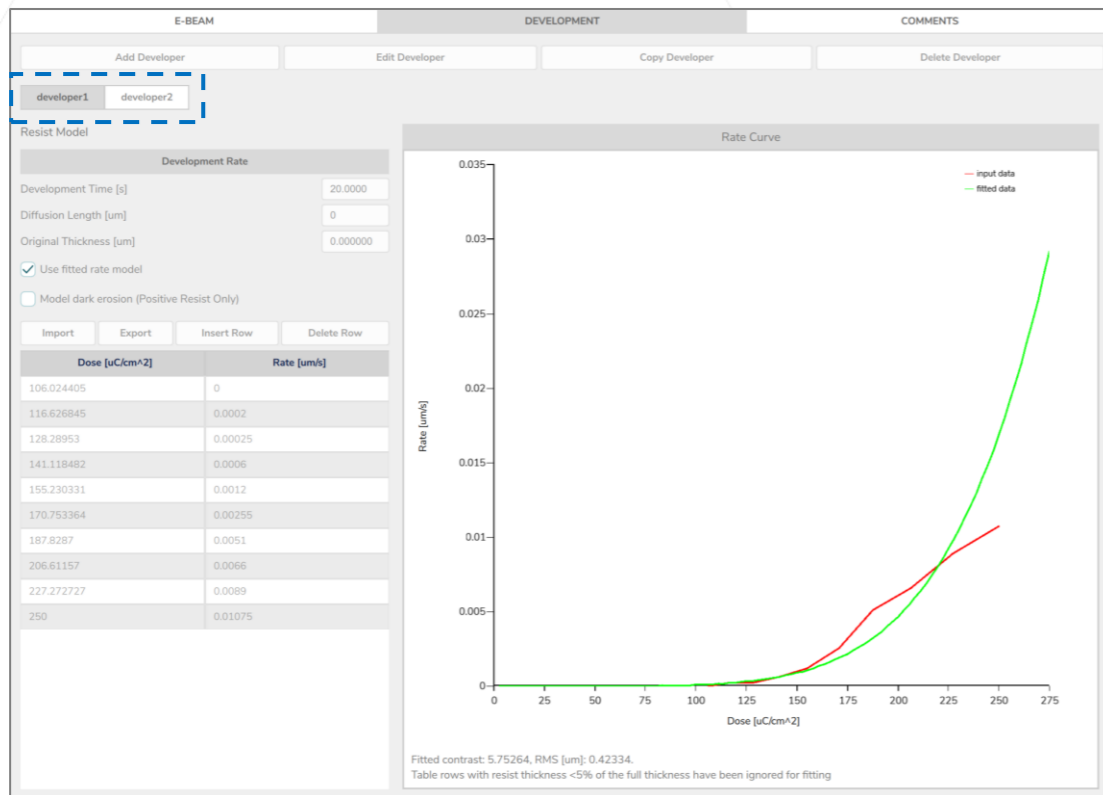 E-BEAM DEVELOPMENT COMMENTS
Add Developer Edit Developer Copy Developer Delete Developer
developer1 developer2
Resist Model
Development Rate
Development Time [s] 20.0000
Diffusion Length [um] 0
Original Thickness [um] 0.000000
Use fitted rate model
Model dark erosion (Positive Resist Only)
Import Export Insert Row Delete Row
Dose [uC/cm^2] Rate [um/s]
106.024405 0
116.626845 0.0002
128.28953 0.00025
141.118482 0.0006
155.230331 0.0012
170.753364 0.00255
187.8287 0.0051
206.61157 0.0066
227.272727 0.0089
250 0.01075
Rate Curve
input data
fitted data
0.035
0.03
0.025
0.02
0.015
0.01
0.005
0
Rate [um/s]
0 25 50 75 100 125 150 175 200 225 250 275
Dose [uC/cm^2]
Fitted contrast: 5.75264, RMS [um]: 0.42334.
Table rows with resist thickness <5% of the full thickness have been ignored for fitting